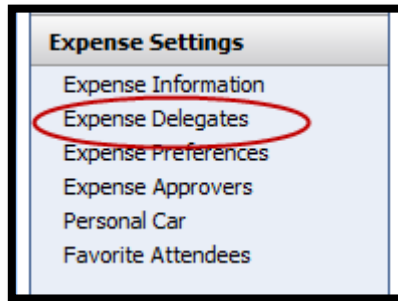 Expense Settings
Expense Information
Expense Delegates
Expense Preferences
Expense Approvers
Personal Car
Favorite Attendees